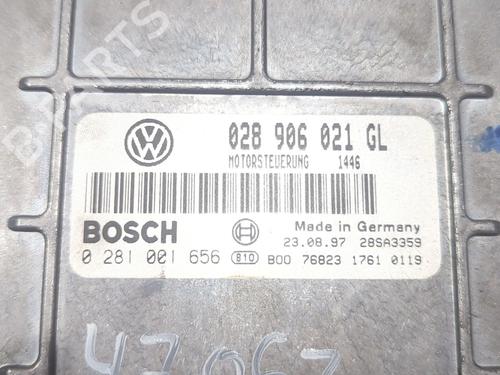 028 906 021 GL
MOTORSTEUERUNG 1446
BOSCH
Made in Germany
23.08.97 28SA3359
0 281 001 656 B10 B00 76823 1761 0119